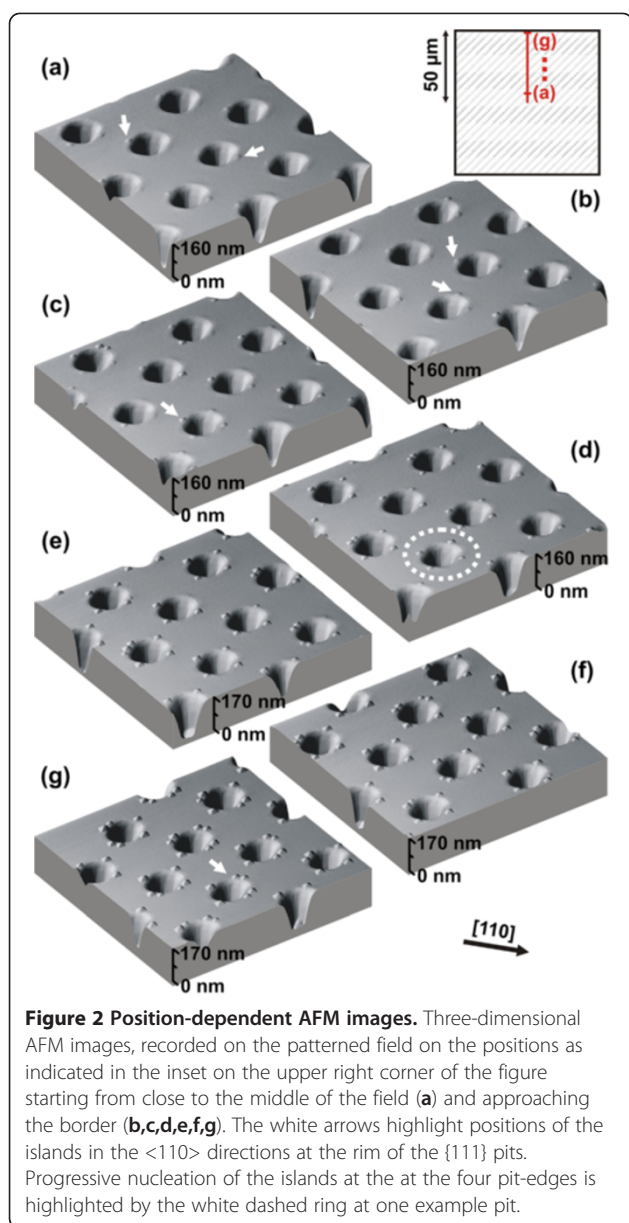 (a)
50 μm
(g)
(a)
160 nm
0 nm
(b)
(c)
160 nm
0 nm
160 nm
0 nm
(d)
(e)
160 nm
0 nm
170 nm
0 nm
(f)
(g)
170 nm
0 nm
170 nm
0 nm
[110]
Figure 2 Position-dependent AFM images. Three-dimensional
AFM images, recorded on the patterned field on the positions as
indicated in the inset on the upper right corner of the figure
starting from close to the middle of the field (a) and approaching
the border (b,c,d,e,f,g). The white arrows highlight positions of the
islands in the <110> directions at the rim of the {111} pits.
Progressive nucleation of the islands at the at the four pit-edges is
highlighted by the white dashed ring at one example pit.